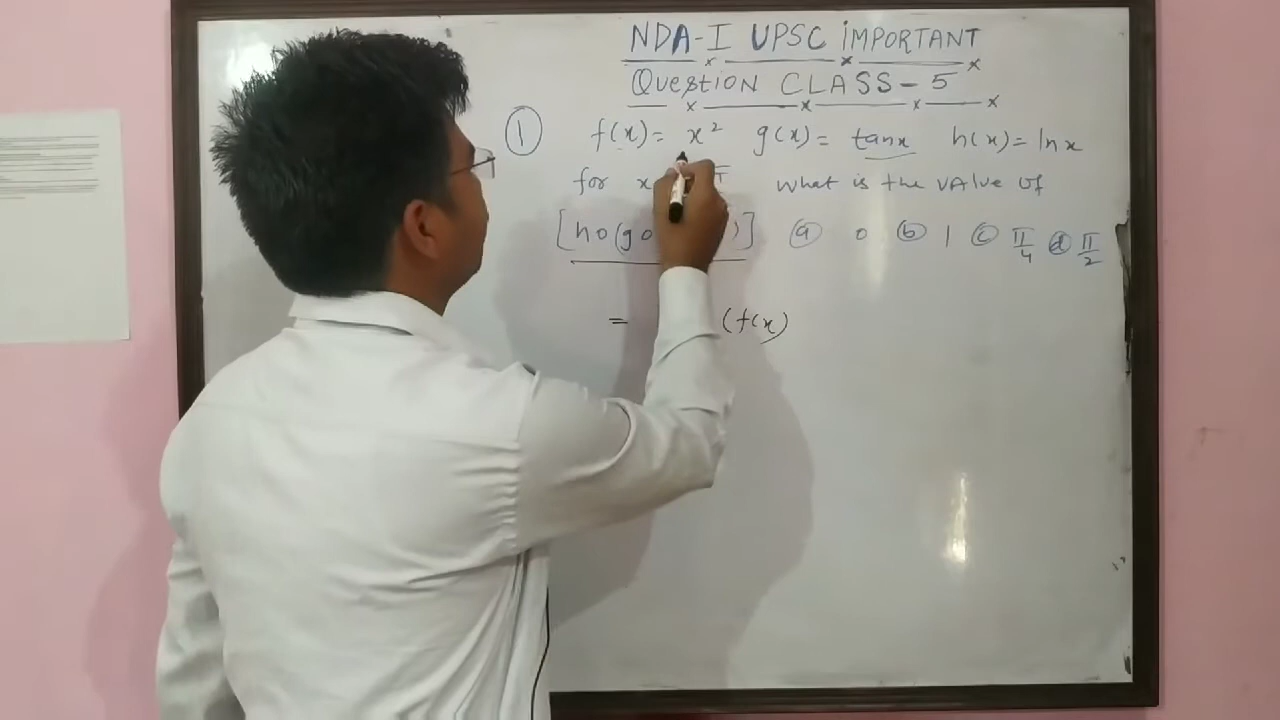 NDA-I UPSC IMPORTANT
Question CLASS-5
① f(x)= x² g(x)= tanx h(x)= ln x
for x what is the value of
[ho(go )] ⓐ 0 ⓑ 1 ⓒ π/4 ⓓ π/2
= (f(x)